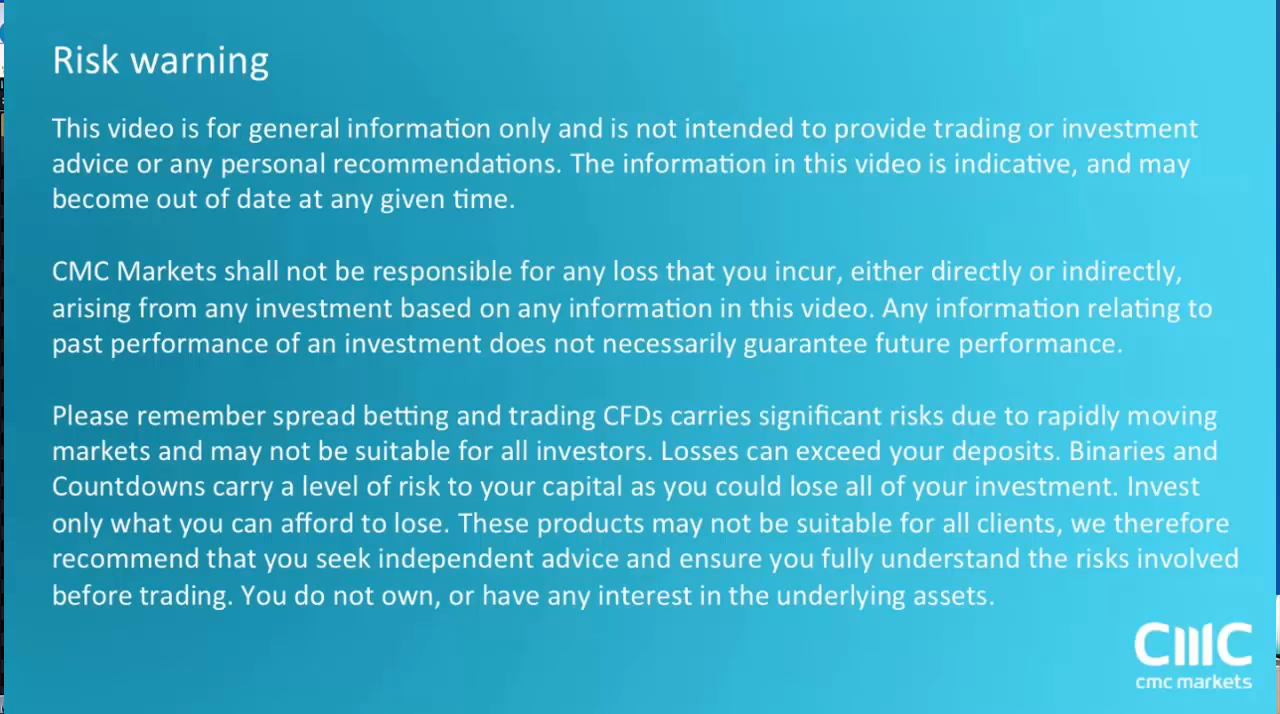 Risk warning
This video is for general information only and is not intended to provide trading or investment
advice or any personal recommendations. The information in this video is indicative, and may
become out of date at any given time.
CMC Markets shall not be responsible for any loss that you incur, either directly or indirectly,
arising from any investment based on any information in this video. Any information relating to
past performance of an investment does not necessarily guarantee future performance.
Please remember spread betting and trading CFDs carries significant risks due to rapidly moving
markets and may not be suitable for all investors. Losses can exceed your deposits. Binaries and
Countdowns carry a level of risk to your capital as you could lose all of your investment. Invest
only what you can afford to lose. These products may not be suitable for all clients, we therefore
recommend that you seek independent advice and ensure you fully understand the risks involved
before trading. You do not own, or have any interest in the underlying assets.
CMC
cmc markets